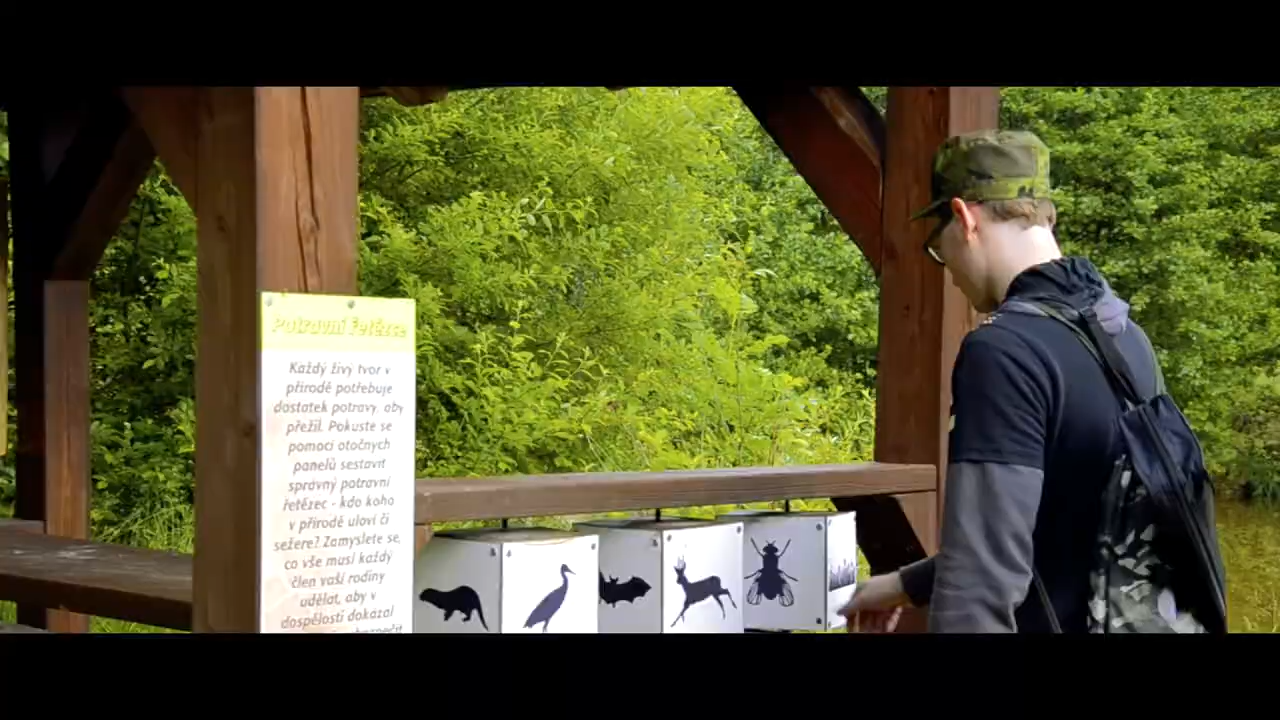 Potravní řetězce
Každý živý tvor v
přírodě potřebuje
dostatek potravy, aby
přežil. Pokuste se
pomocí otočných
panelů sestavit
správný potravní
řetězec - kdo koho
v přírodě uloví či
sežere? Zamyslete se,
co vše musí každý
člen vaší rodiny
udělat, aby v
dospělosti dokázal